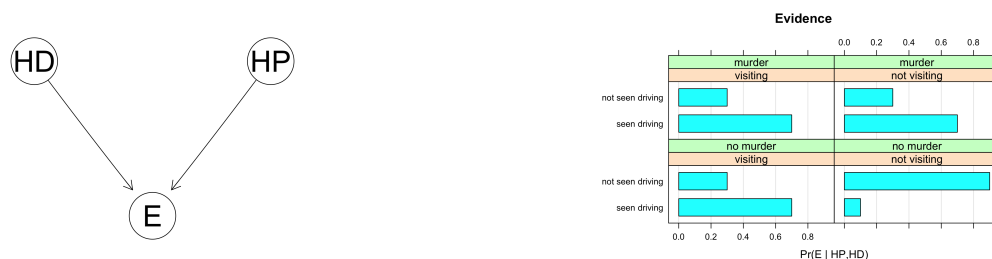 HD
HP
E
Evidence
0.0 0.2 0.4 0.6 0.8
murder
murder
visiting
not visiting
not seen driving
seen driving
no murder
no murder
visiting
not visiting
not seen driving
seen driving
0.0 0.2 0.4 0.6 0.8
Pr(E | HP,HD)